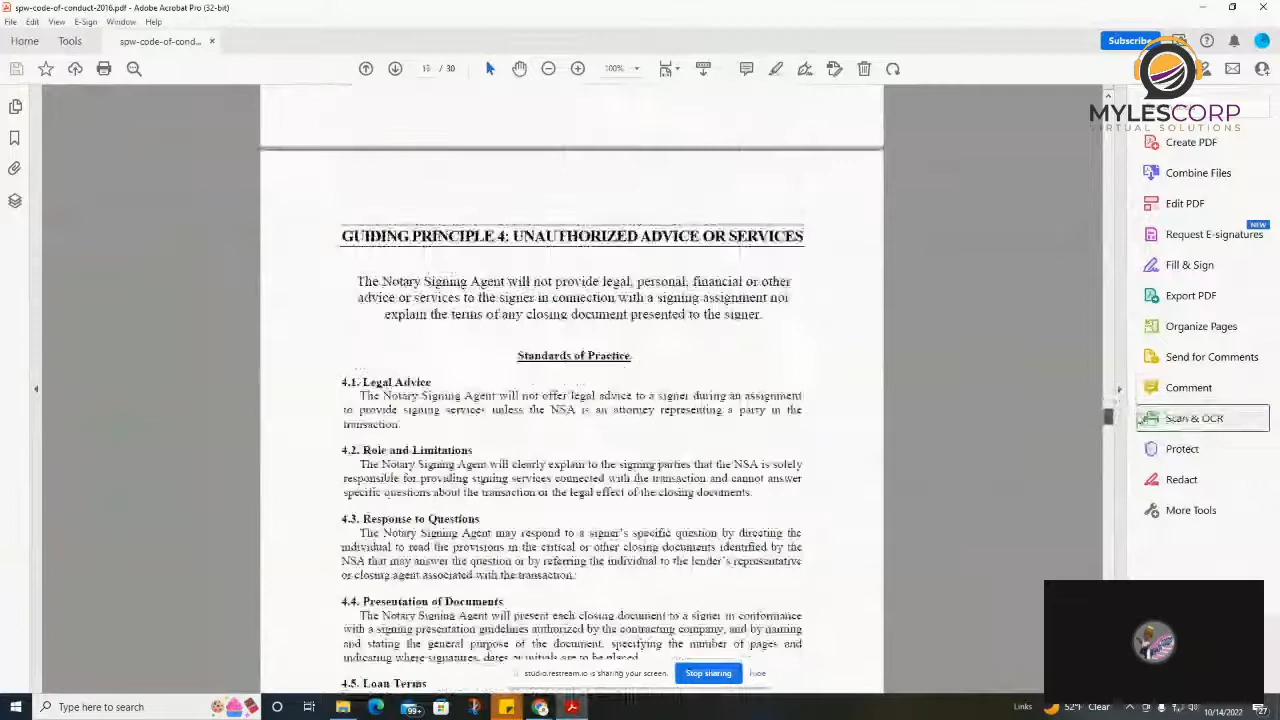 spw-code-of-conduct-2016.pdf - Adobe Acrobat Pro (32-bit)
File Edit View E-Sign Window Help
Home Tools spw-code-of-cond... × Subscribe
/ 30 100%
MYLESCORP
VIRTUAL SOLUTIONS
Create PDF
Combine Files
Edit PDF
NEW
Request E-signatures
Fill & Sign
Export PDF
Organize Pages
Send for Comments
Comment
Scan & OCR
Protect
Redact
More Tools
GUIDING PRINCIPLE 4: UNAUTHORIZED ADVICE OR SERVICES
The Notary Signing Agent will not provide legal, personal, financial or other
advice or services to the signer in connection with a signing assignment nor
explain the terms of any closing document presented to the signer.
Standards of Practice
4.1. Legal Advice
The Notary Signing Agent will not offer legal advice to a signer during an assignment
to provide signing services unless the NSA is an attorney representing a party in the
transaction.
4.2. Role and Limitations
The Notary Signing Agent will clearly explain to the signing parties that the NSA is solely
responsible for providing signing services connected with the transaction and cannot answer
specific questions about the transaction or the legal effect of the closing documents.
4.3. Response to Questions
The Notary Signing Agent may respond to a signer's specific question by directing the
individual to read the provisions in the critical or other closing documents identified by the
NSA that may answer the question or by referring the individual to the lender's representative
or closing agent associated with the transaction.
4.4. Presentation of Documents
The Notary Signing Agent will present each closing document to a signer in conformance
with a signing presentation guidelines authorized by the contracting company, and by naming
and stating the general purpose of the document, specifying the number of pages and
indicating where signatures, dates or initials are to be placed.
4.5. Loan Terms
studio.restream.io is sharing your screen. Stop sharing Hide
Type here to search 99+ Links 52°F Clear
10/14/2022 27